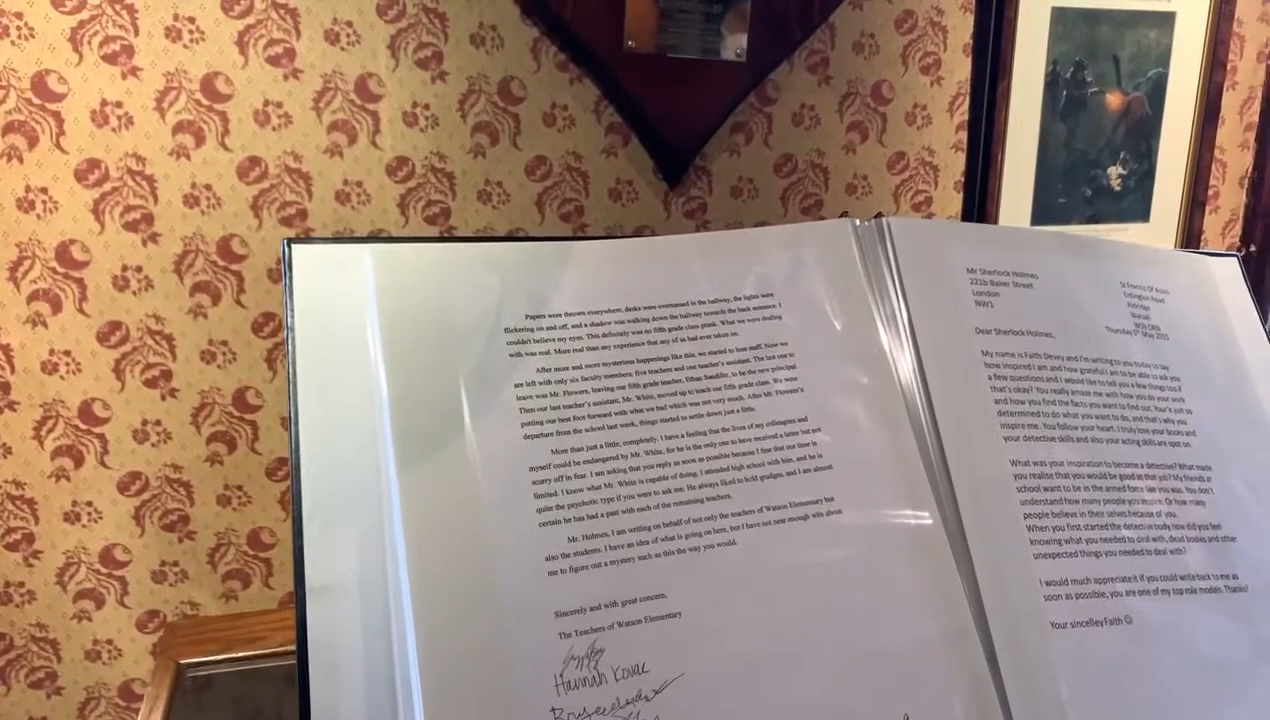 Papers were thrown everywhere, desks were overturned in the hallway, the lights were
flickering on and off, and a shadow was walking down the hallway towards the back entrance. I
couldn't believe my eyes. This definitely was no fifth grade class prank. What we were dealing
with was real. More real than any experience that any of us had ever taken on.
After more and more mysterious happenings like this, we started to lose staff. Now we
are left with only six faculty members: five teachers and one teacher's assistant. The last one to
leave was Mr. Flowers, leaving our fifth grade teacher, Ethan Sandifer, to be the new principal.
Then our last teacher's assistant, Mr. White, moved up to teach our fifth grade class. We were
putting our best foot forward with what we had which was not very much. After Mr. Flowers's
departure from the school last week, things started to settle down just a little.
More than just a little, completely. I have a feeling that the lives of my colleagues and
myself could be endangered by Mr. White, for he is the only one to have received a letter but not
scurry off in fear. I am asking that you reply as soon as possible because I fear that our time is
limited. I know what Mr. White is capable of doing; I attended high school with him, and he is
quite the psychotic type if you were to ask me. He always liked to hold grudges, and I am almost
certain he has had a past with each of the remaining teachers.
Mr. Holmes, I am writing on behalf of not only the teachers of Watson Elementary but
also the students. I have an idea of what is going on here, but I have not near enough wits about
me to figure out a mystery such as this the way you would.
Sincerely and with great concern,
The Teachers of Watson Elementary
Hannah Kovac
Mr Sherlock Holmes
221b Baker Street
London
NW1
St Francis Of Assisi
Erdington Road
Aldridge
Walsall
Thursday 5th May 2015
Dear Sherlock Holmes,
My name is Faith Deviry and I'm writing to you today to say
how inspired I am and how grateful I am to be able to ask you
a few questions and I would like to tell you a few things too if
that's okay? You really amaze me with how you do your work
and how you find the facts you want to find out. Your'e just so
determined to do what you want to do, and that's why you
inspire me. You follow your heart. I truly love your books and
your detective skills and also your acting skills are spot on.
What was your inspiration to become a detective? What made
you realise that you would be good at that job? My friends at
school want to be in the armed force like you was. You don't
understand how many people you inspire. Or how many
people believe in their selves because of you.
When you first started the detective body how did you feel
knowing what you needed to deal with, dead bodies and other
unexpected things you needed to deal with?
I would much appreciate it if you could write back to me as
soon as possible, you are one of my top role models. Thanks!
Your sincelley Faith ☺